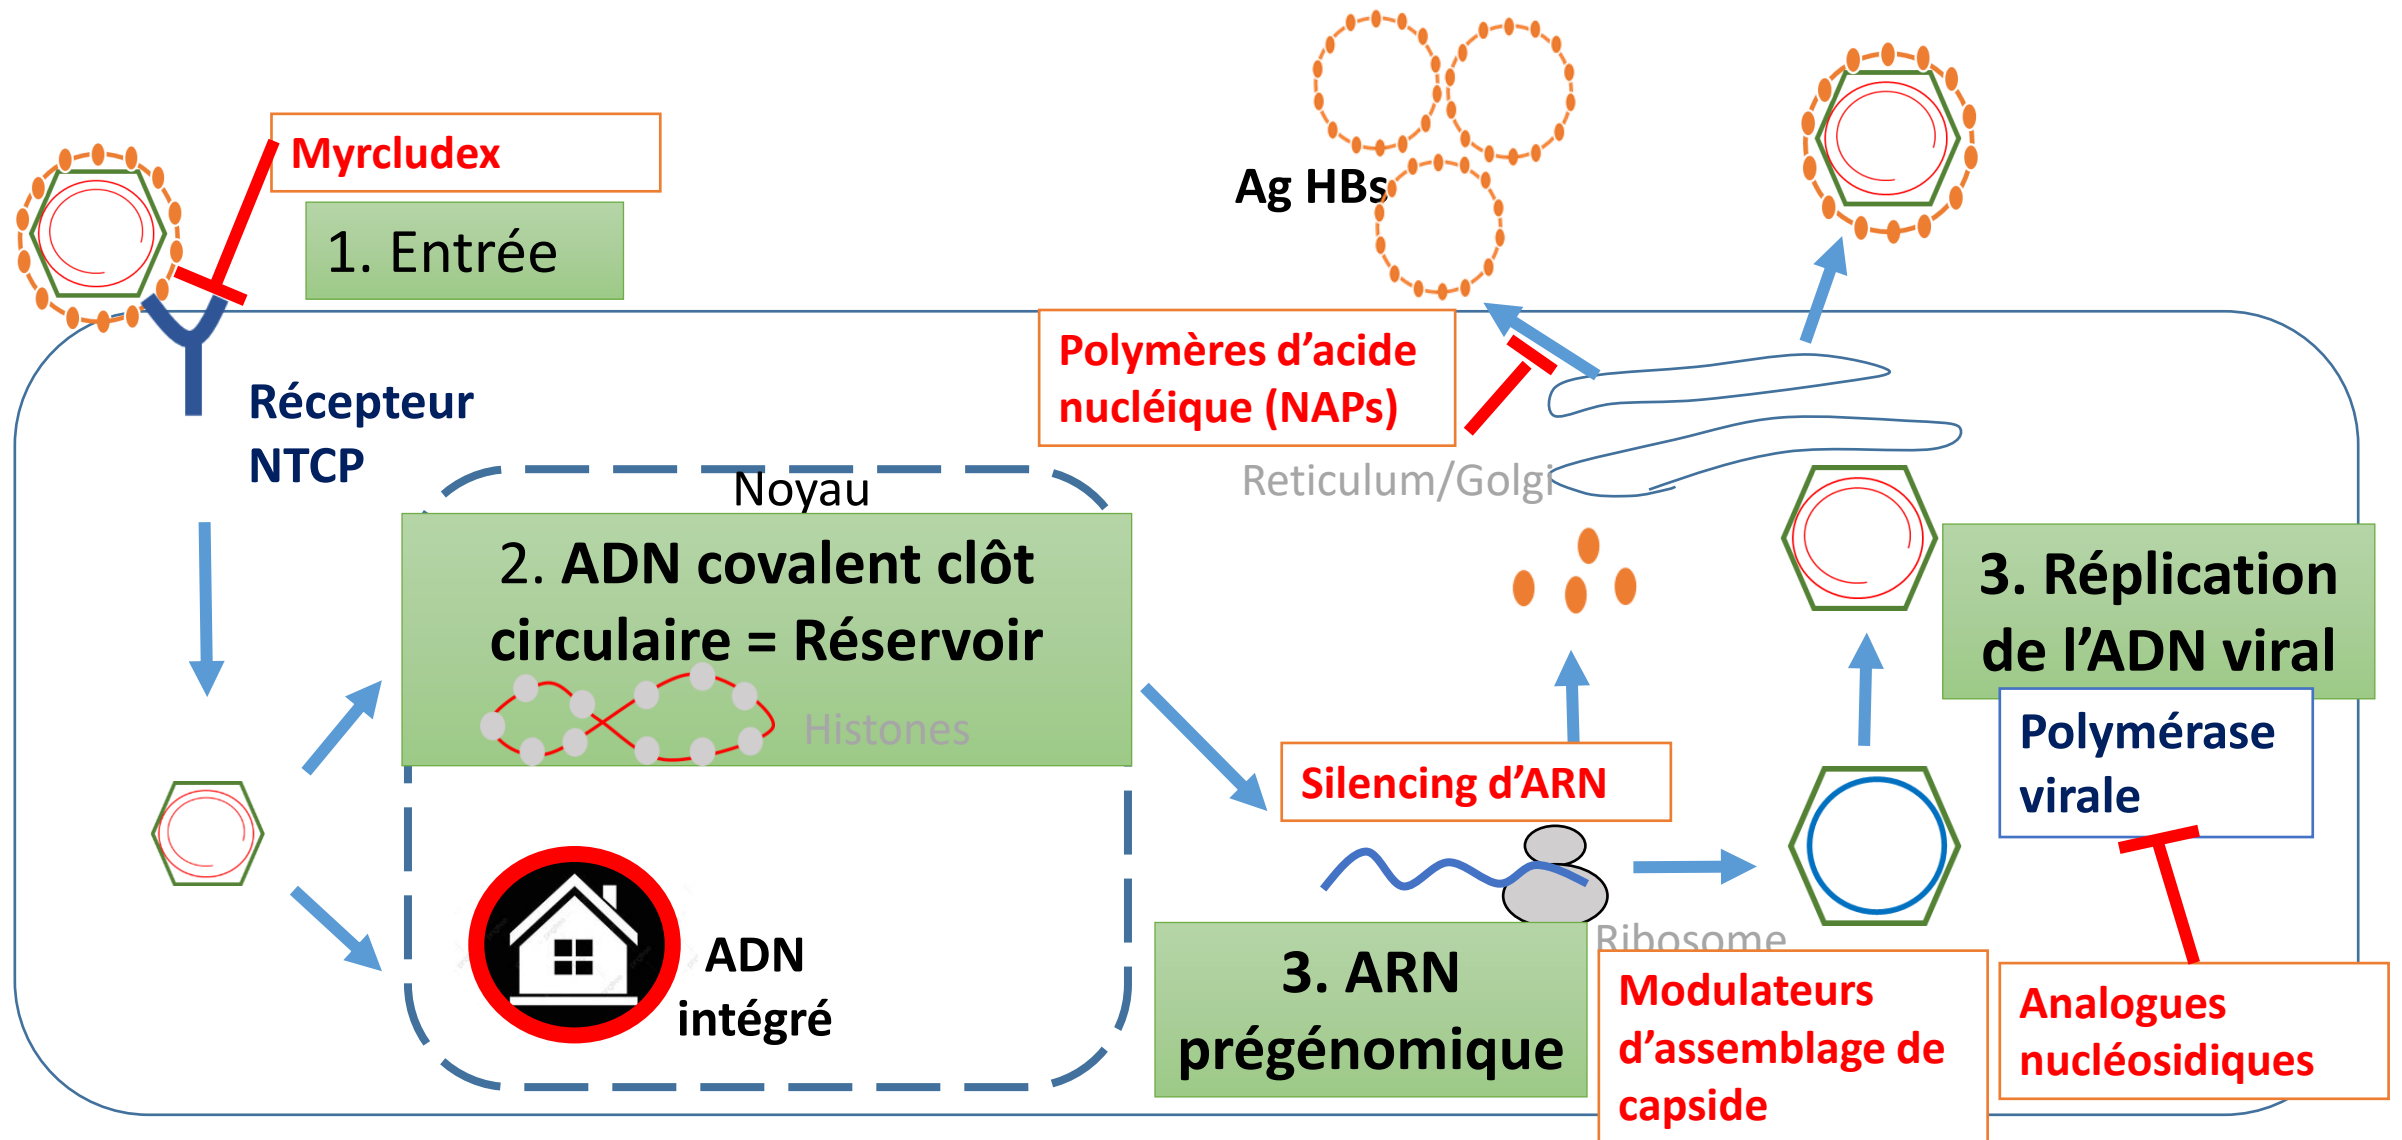 Myrcludex
1. Entrée
Récepteur
NTCP
Ag HBs
Polymères d’acide
nucléique (NAPs)
Reticulum/Golgi
Noyau
2. ADN covalent clôt
circulaire = Réservoir
Histones
ADN
intégré
3. Réplication
de l’ADN viral
Polymérase
virale
Silencing d’ARN
Ribosome
3. ARN
prégénomique
Modulateurs
d’assemblage de
capside
Analogues
nucléosidiques